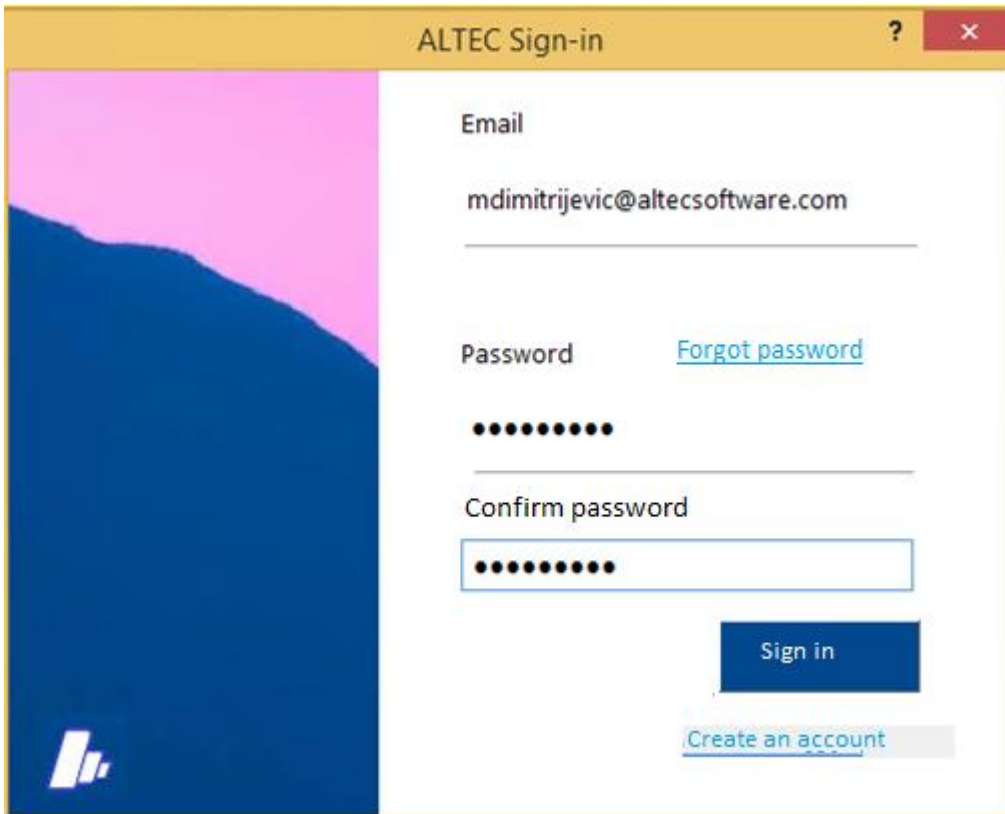 ALTEC Sign-in ? ×
Email
mdimitrijevic@altecsoftware.com
Password Forgot password
●●●●●●●●●
Confirm password
●●●●●●●●●
Sign in
Create an account